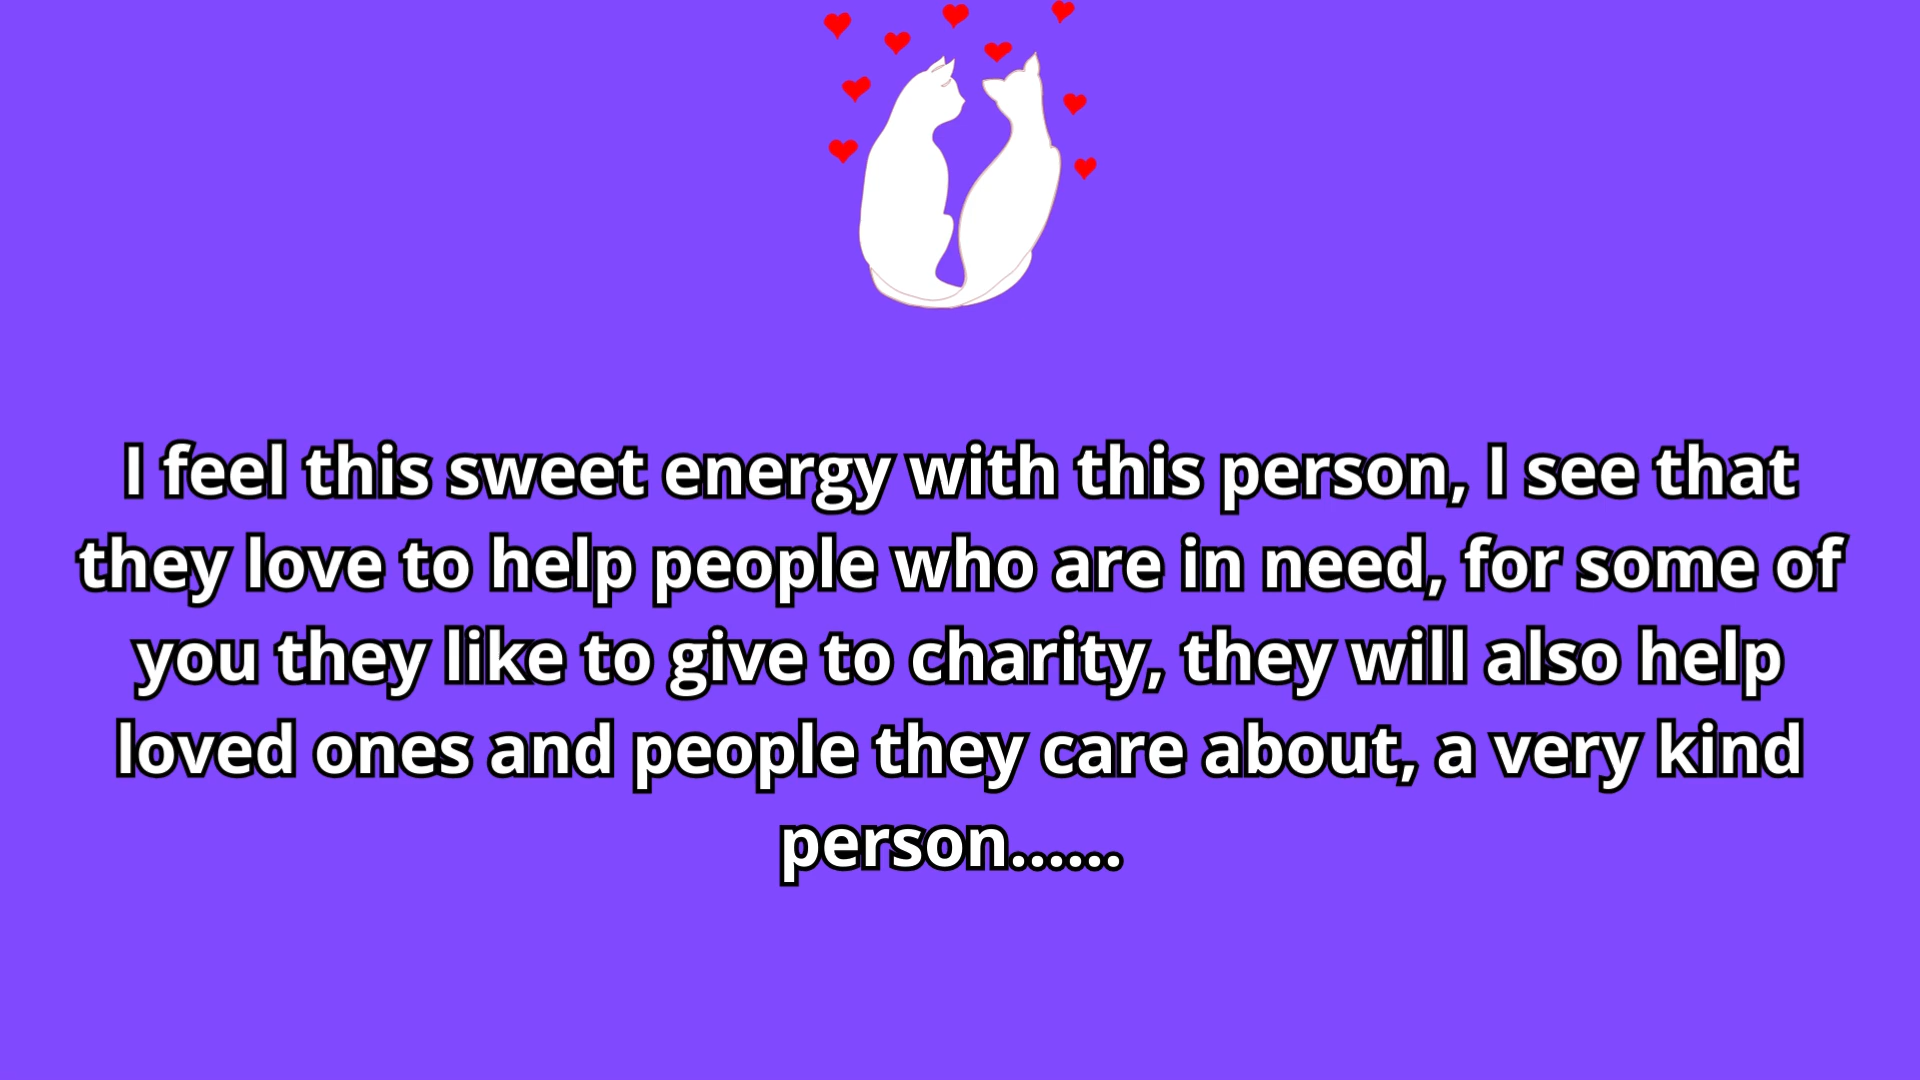 I feel this sweet energy with this person, I see that
they love to help people who are in need, for some of
you they like to give to charity, they will also help
loved ones and people they care about, a very kind
person......